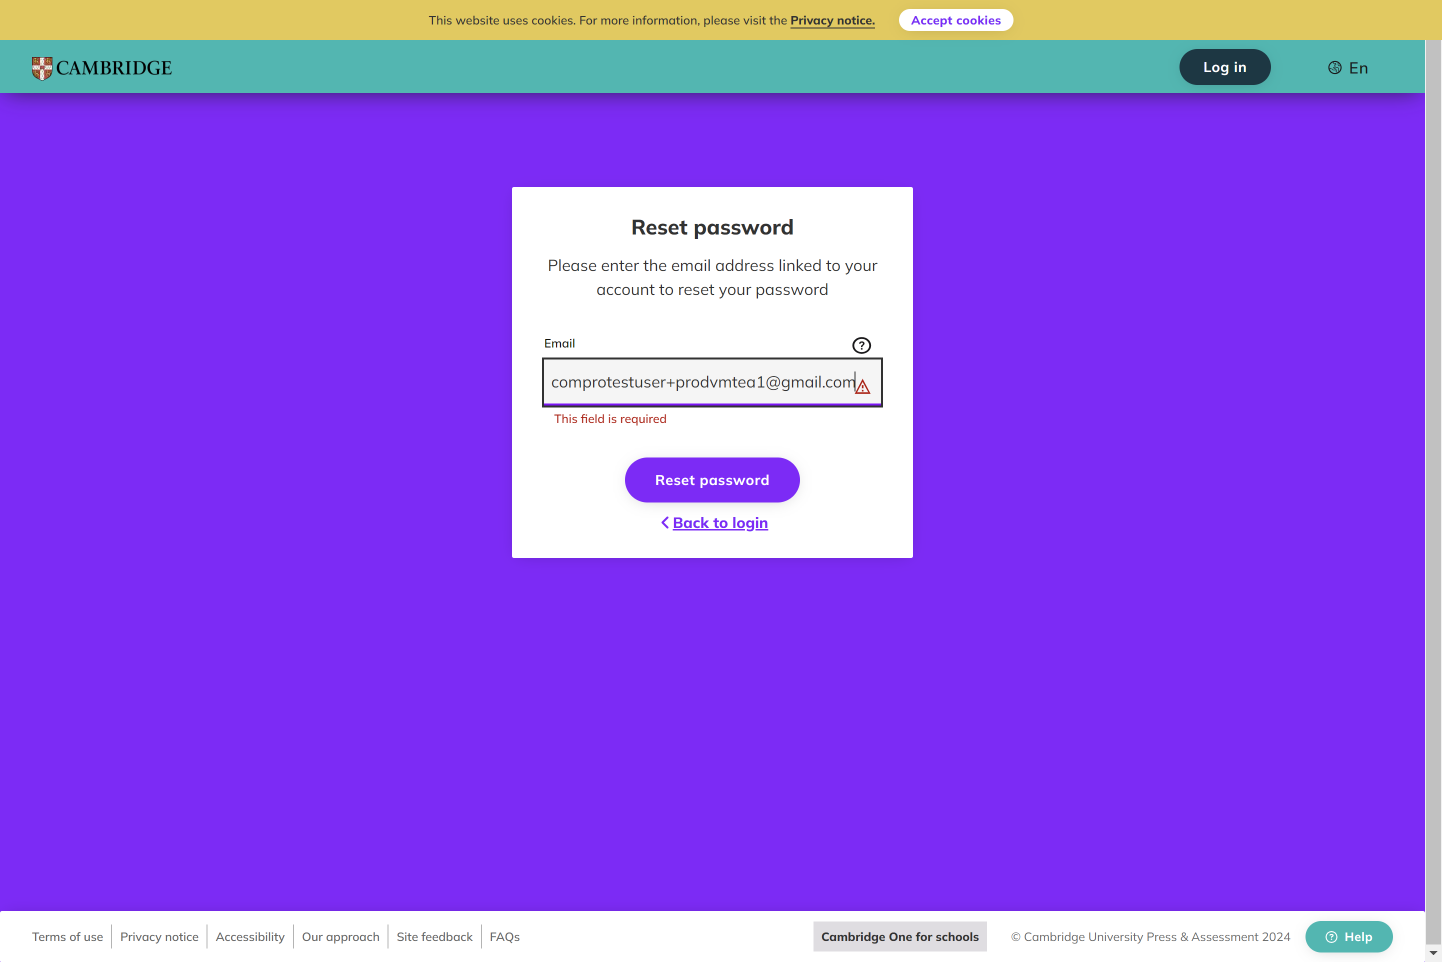 This website uses cookies. For more information, please visit the Privacy notice.
Accept cookies
CAMBRIDGE
Log in
En
Reset password
Please enter the email address linked to your
account to reset your password
Email
?
comprotestuser+prodvmtea1@gmail.com
This field is required
Reset password
Back to login
Terms of use
Privacy notice
Accessibility
Our approach
Site feedback
FAQs
Cambridge One for schools
© Cambridge University Press & Assessment 2024
? Help